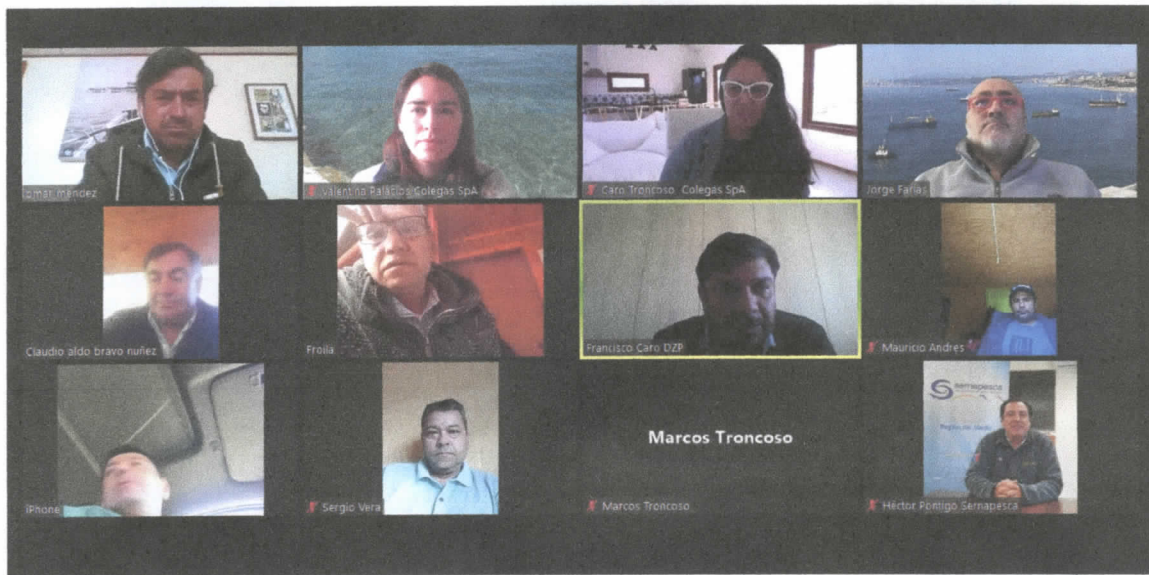 omar méndez
Valentina Palacios Colegas SpA
Caro Troncoso Colegas SpA
Jorge Farías
Claudio aldo bravo nuñez
Froila
Francisco Caro DZP
Mauricio Andres
iPhone
Sergio Vera
Marcos Troncoso
Marcos Troncoso
sernapesca
Héctor Pontigo Sernapesca